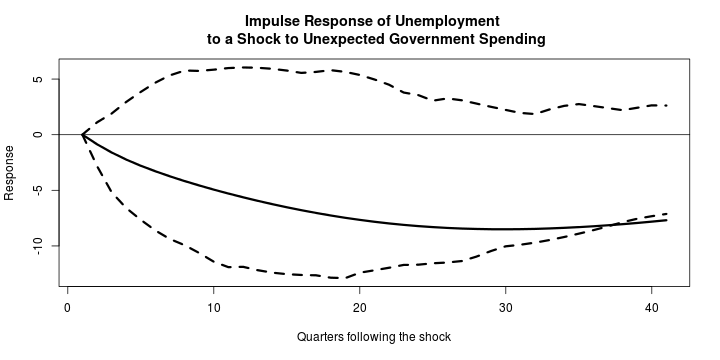 Impulse Response of Unemployment
to a Shock to Unexpected Government Spending
Response
5
0
-5
-10
0 10 20 30 40
Quarters following the shock